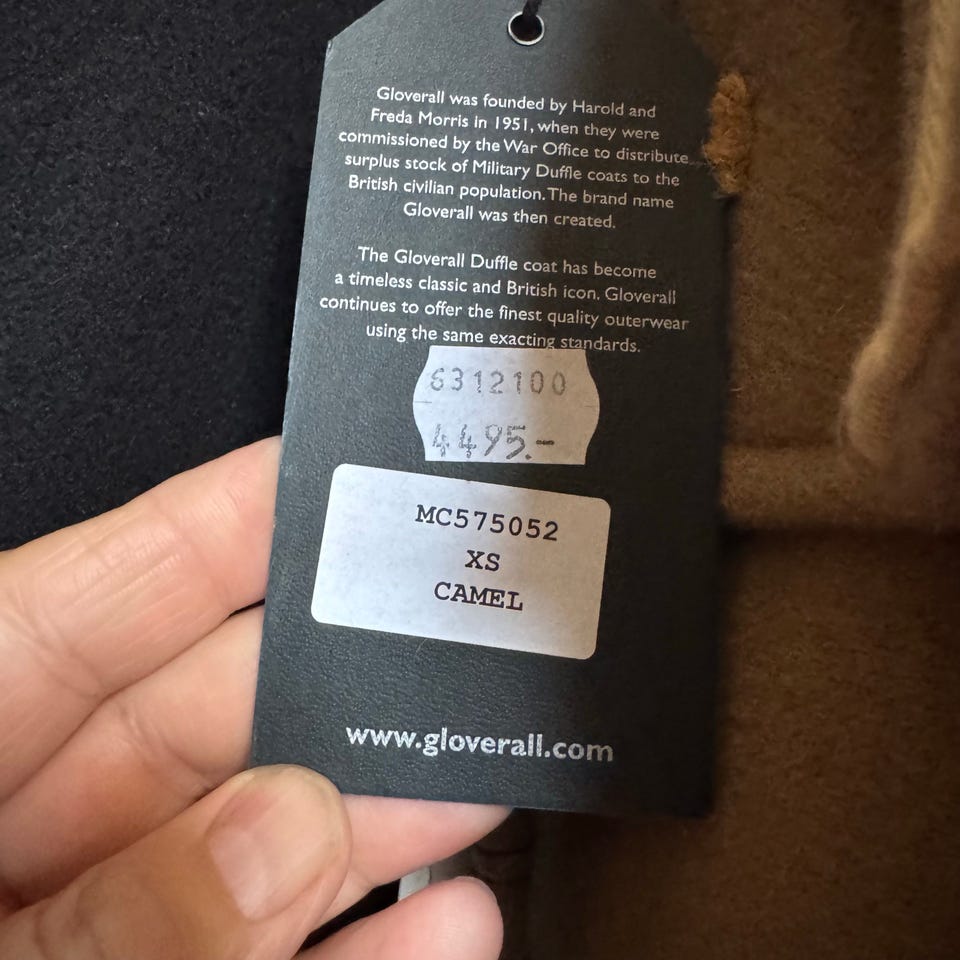 Gloverall was founded by Harold and
Freda Morris in 1951, when they were
commissioned by the War Office to distribute
surplus stock of Military Duffle coats to the
British civilian population. The brand name
Gloverall was then created.
The Gloverall Duffle coat has become
a timeless classic and British icon. Gloverall
continues to offer the finest quality outerwear
using the same exacting standards.
6312100
4495.-
MC575052
XS
CAMEL
www.gloverall.com